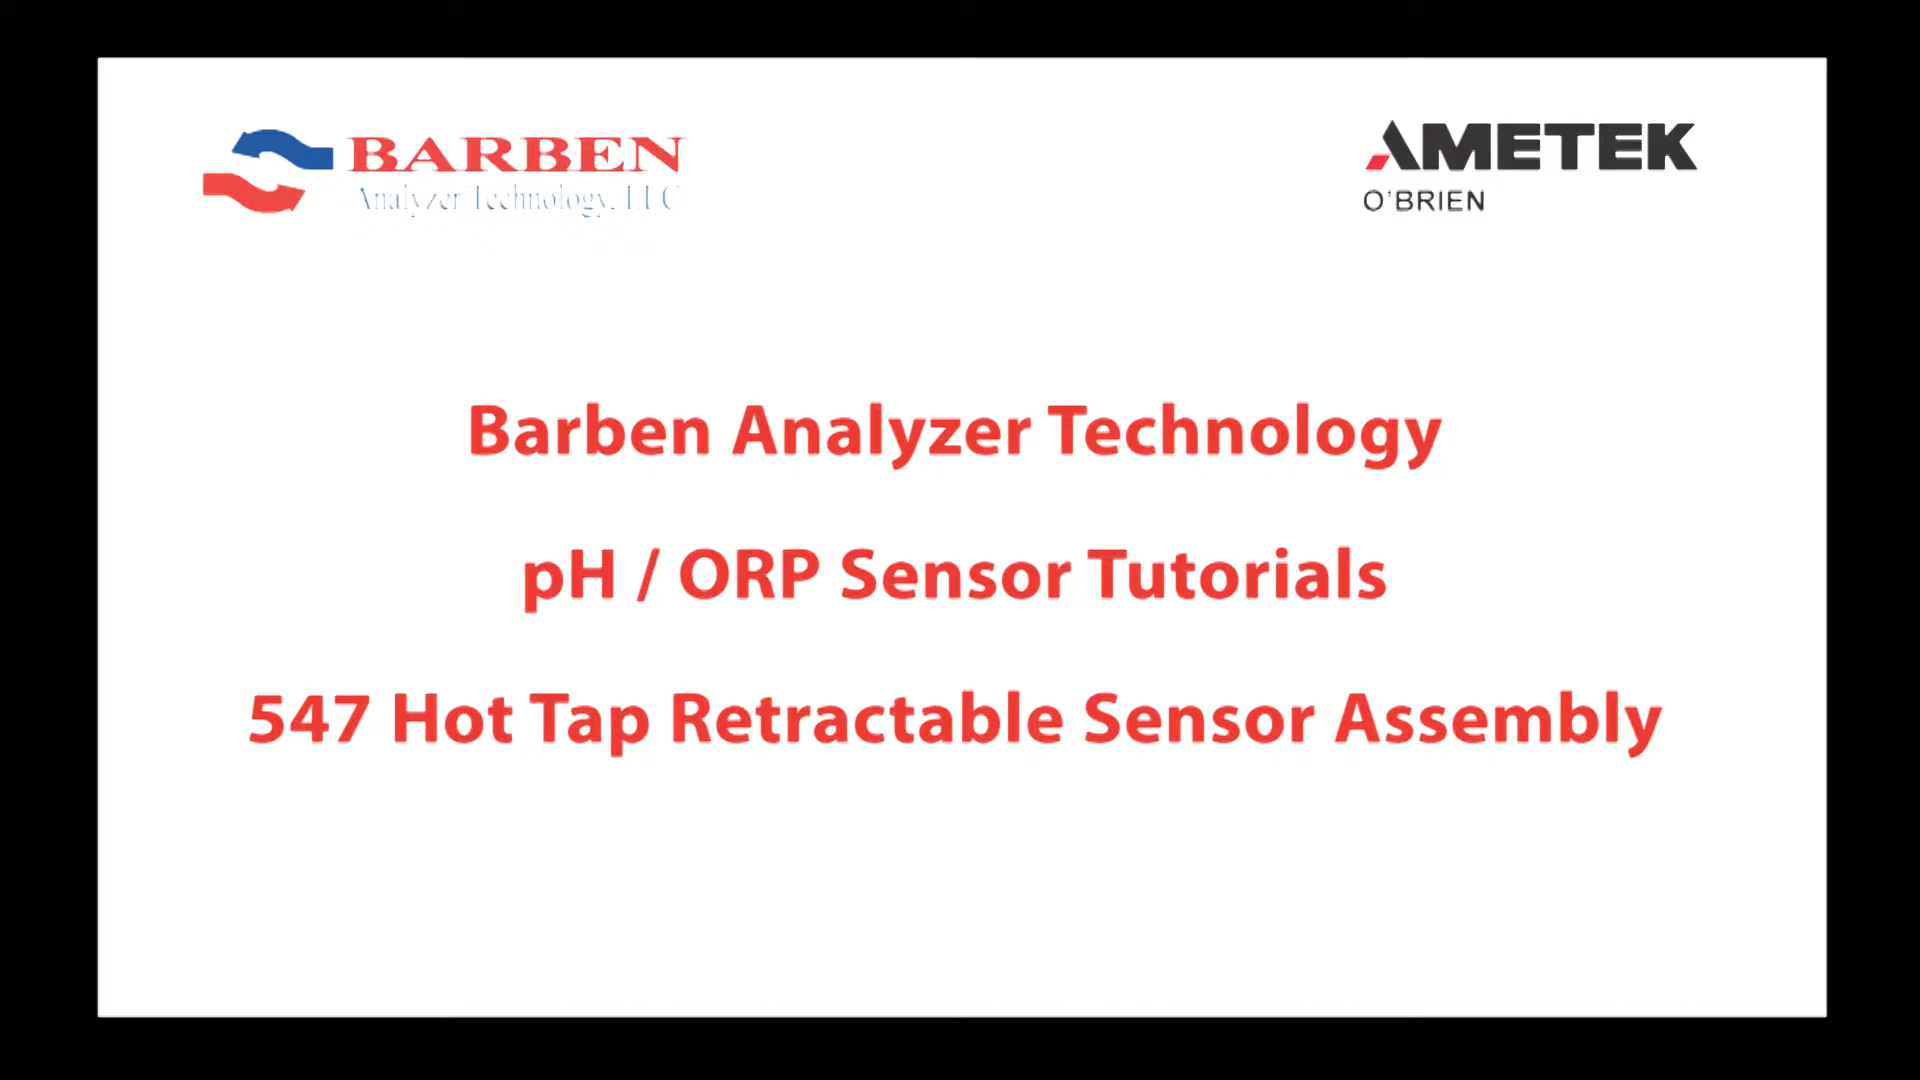 BARBEN
Analyzer Technology, LLC
AMETEK
O'BRIEN
Barben Analyzer Technology
pH / ORP Sensor Tutorials
547 Hot Tap Retractable Sensor Assembly